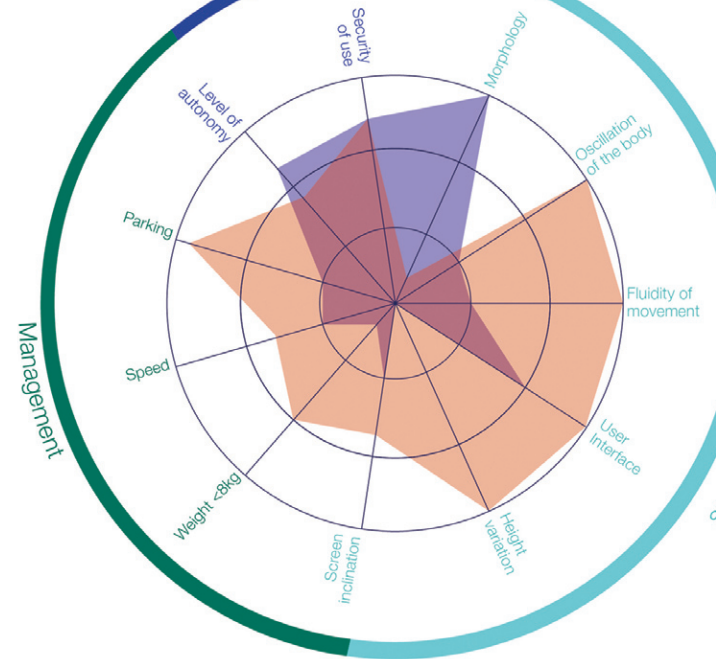 Security
of use
Morphology
Level of
autonomy
Oscillation
of the body
Parking
Fluidity of
movement
Management
Speed
User
Interface
Weight <8kg
Height
variation
Screen
inclination